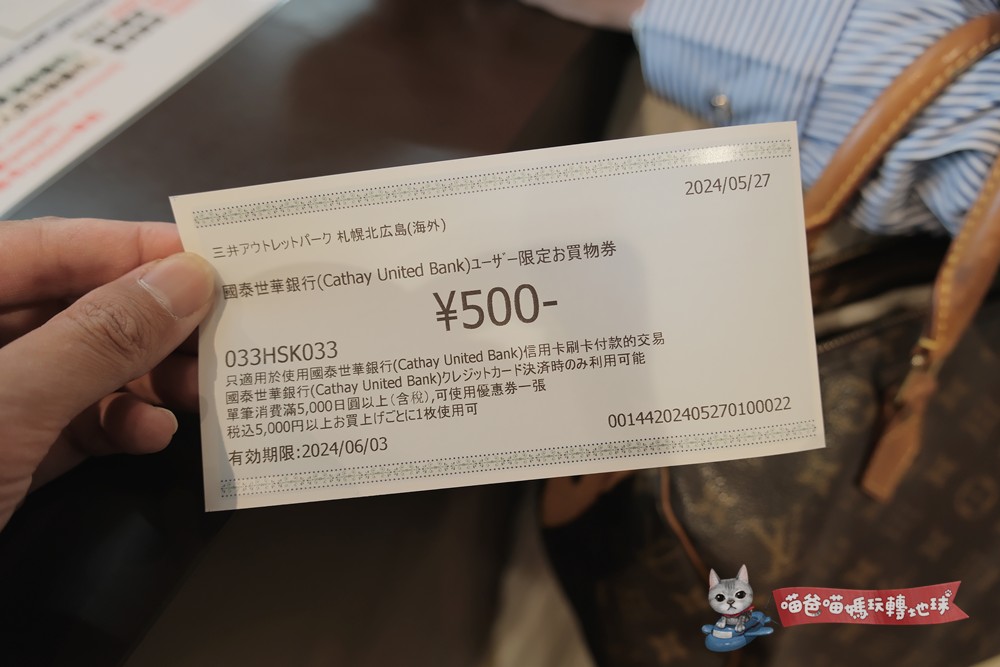 2024/05/27
三井アウトレットパーク 札幌北広島(海外)
國泰世華銀行(Cathay United Bank)ユーザー限定お買物券
¥500-
033HSK033
只適用於使用國泰世華銀行(Cathay United Bank)信用卡刷卡付款的交易
國泰世華銀行(Cathay United Bank)クレジットカード決済時のみ利用可能
單筆消費滿5,000日圓以上(含稅),可使用優惠券一張
税込5,000円以上お買上げごとに1枚使用可
00144202405270100022
有効期限:2024/06/03
喵爸喵媽玩轉地球